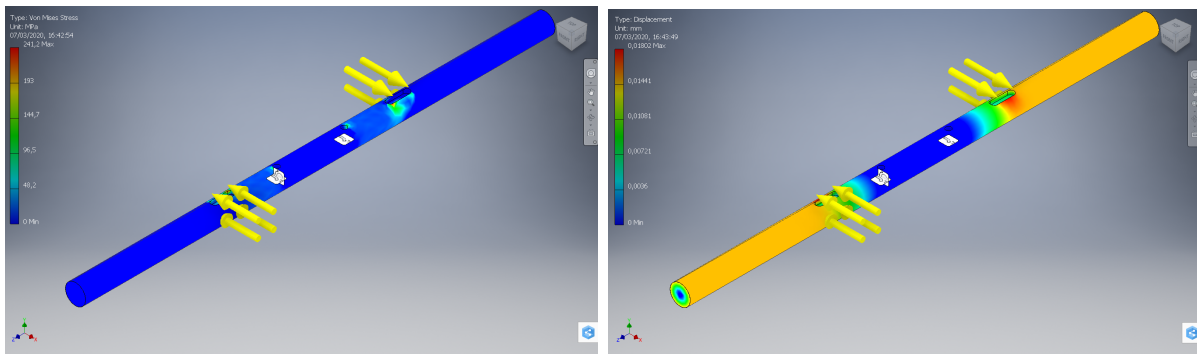 Type: Von Mises Stress
Unit: MPa
07/03/2020, 16:42:54
241,2 Max
193
144,7
96,5
48,2
0 Min
Type: Displacement
Unit: mm
07/03/2020, 16:43:49
0,01802 Max
0,01441
0,01081
0,00721
0,0036
0 Min